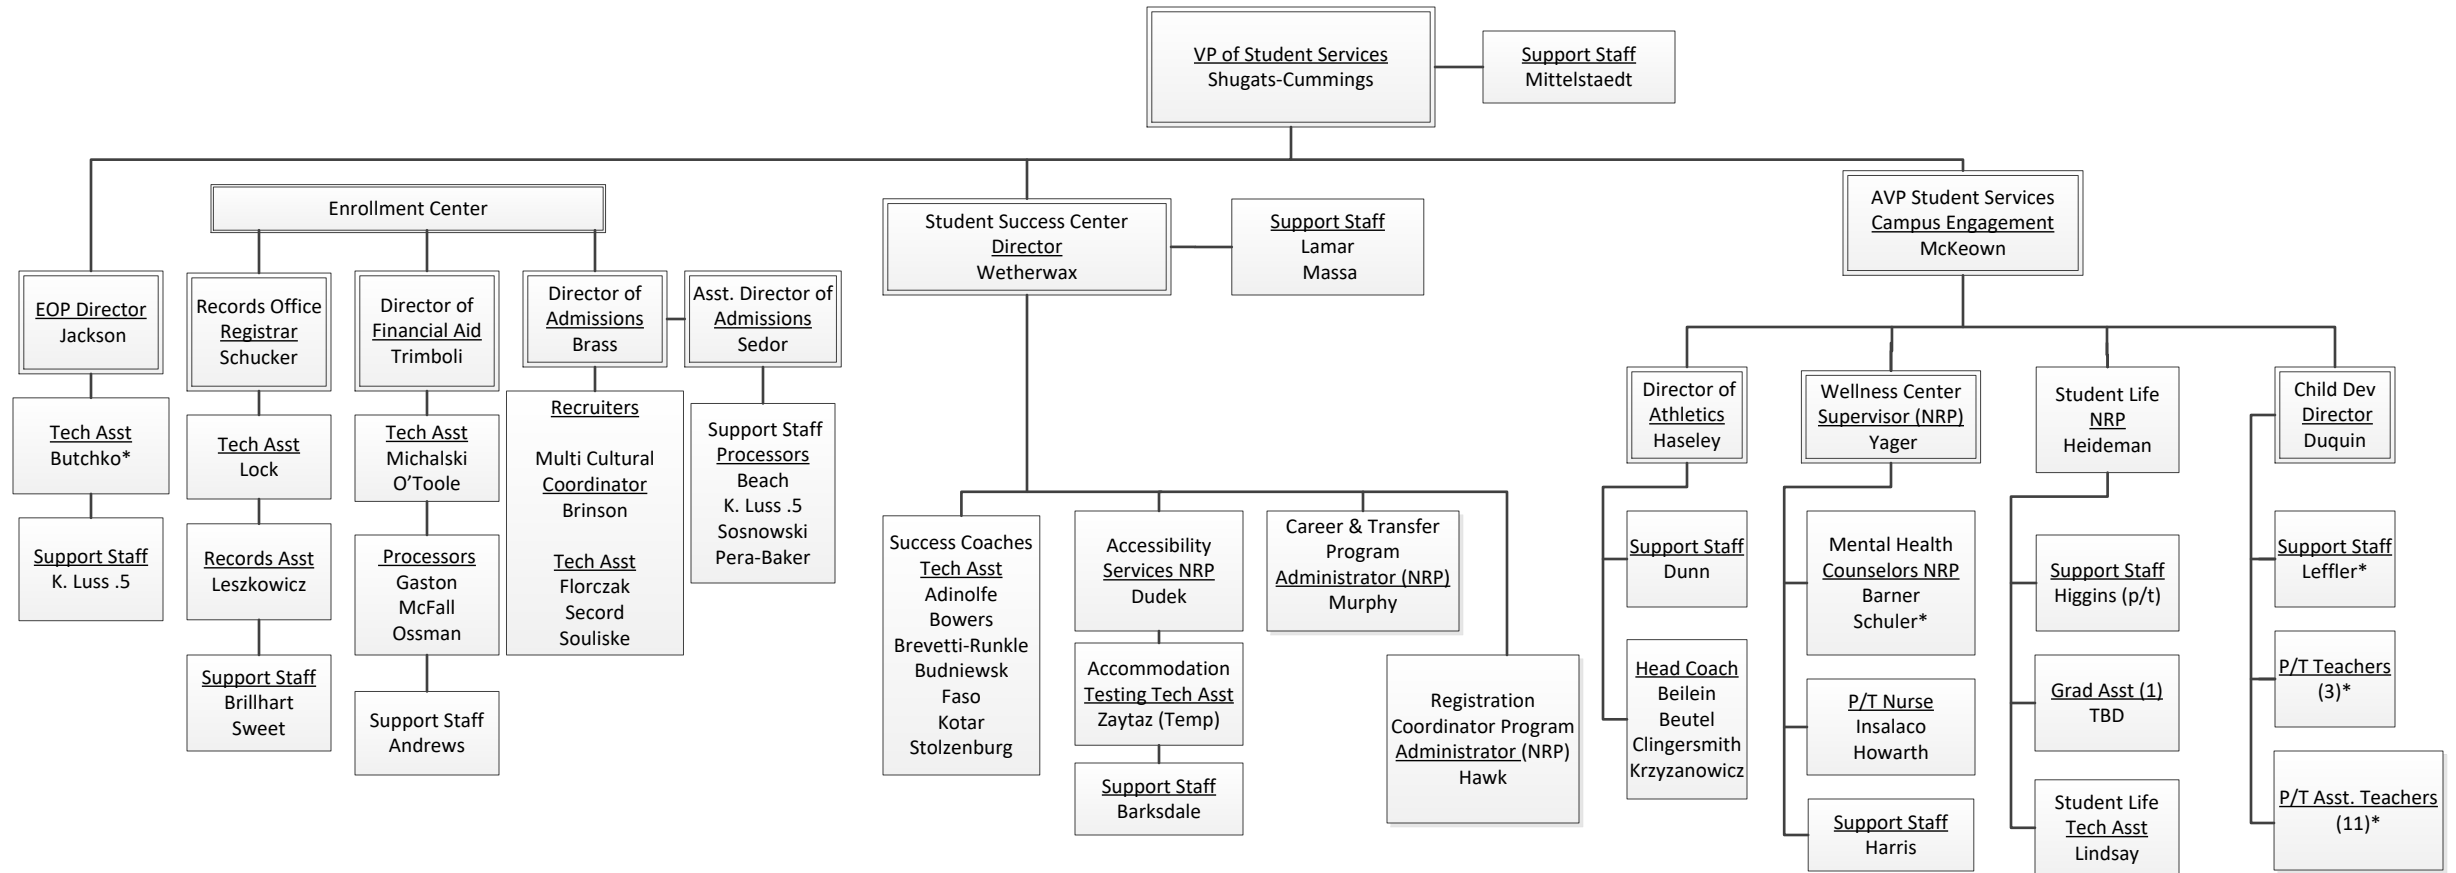 VP of Student Services
Shugats-Cummings
Support Staff
Mittelstaedt
Enrollment Center
EOP Director
Jackson
Tech Asst
Butchko*
Support Staff
K. Luss .5
Records Office
Registrar
Schucker
Tech Asst
Lock
Records Asst
Leszkowicz
Support Staff
Brillhart
Sweet
Director of
Financial Aid
Trimboli
Tech Asst
Michalski
O’Toole
Processors
Gaston
McFall
Ossman
Support Staff
Andrews
Director of
Admissions
Brass
Recruiters
Multi Cultural
Coordinator
Brinson
Tech Asst
Florczak
Secord
Souliske
Asst. Director of
Admissions
Sedor
Support Staff
Processors
Beach
K. Luss .5
Sosnowski
Pera-Baker
Student Success Center
Director
Wetherwax
Support Staff
Lamar
Massa
Success Coaches
Tech Asst
Adinolfe
Bowers
Brevetti-Runkle
Budniewsk
Faso
Kotar
Stolzenburg
Accessibility
Services NRP
Dudek
Accommodation
Testing Tech Asst
Zaytaz (Temp)
Support Staff
Barksdale
Career & Transfer
Program
Administrator (NRP)
Murphy
Registration
Coordinator Program
Administrator (NRP)
Hawk
AVP Student Services
Campus Engagement
McKeown
Director of
Athletics
Haseley
Support Staff
Dunn
Head Coach
Beilein
Beutel
Clingersmith
Krzyzanowicz
Wellness Center
Supervisor (NRP)
Yager
Mental Health
Counselors NRP
Barner
Schuler*
P/T Nurse
Insalaco
Howarth
Support Staff
Harris
Student Life
NRP
Heideman
Support Staff
Higgins (p/t)
Grad Asst (1)
TBD
Student Life
Tech Asst
Lindsay
Child Dev
Director
Duquin
Support Staff
Leffler*
P/T Teachers
(3)*
P/T Asst. Teachers
(11)*